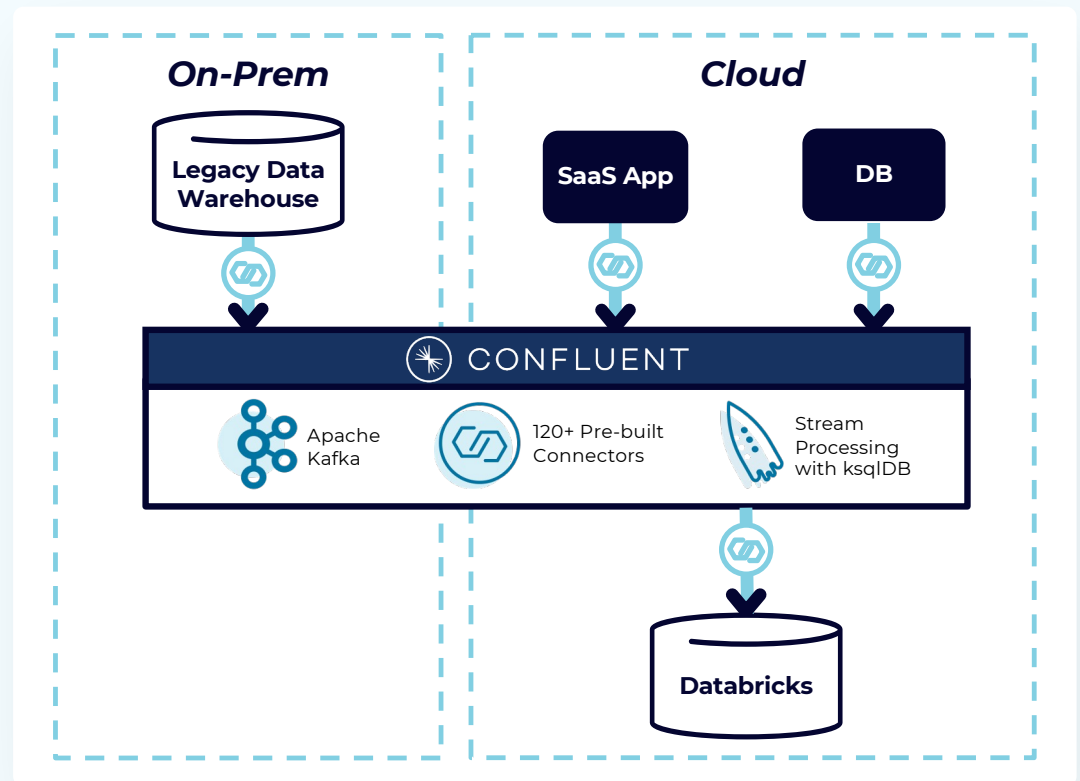 On-Prem
Cloud
Legacy Data
Warehouse
SaaS App
DB
CONFLUENT
Apache
Kafka
120+ Pre-built
Connectors
Stream
Processing
with ksqlDB
Databricks